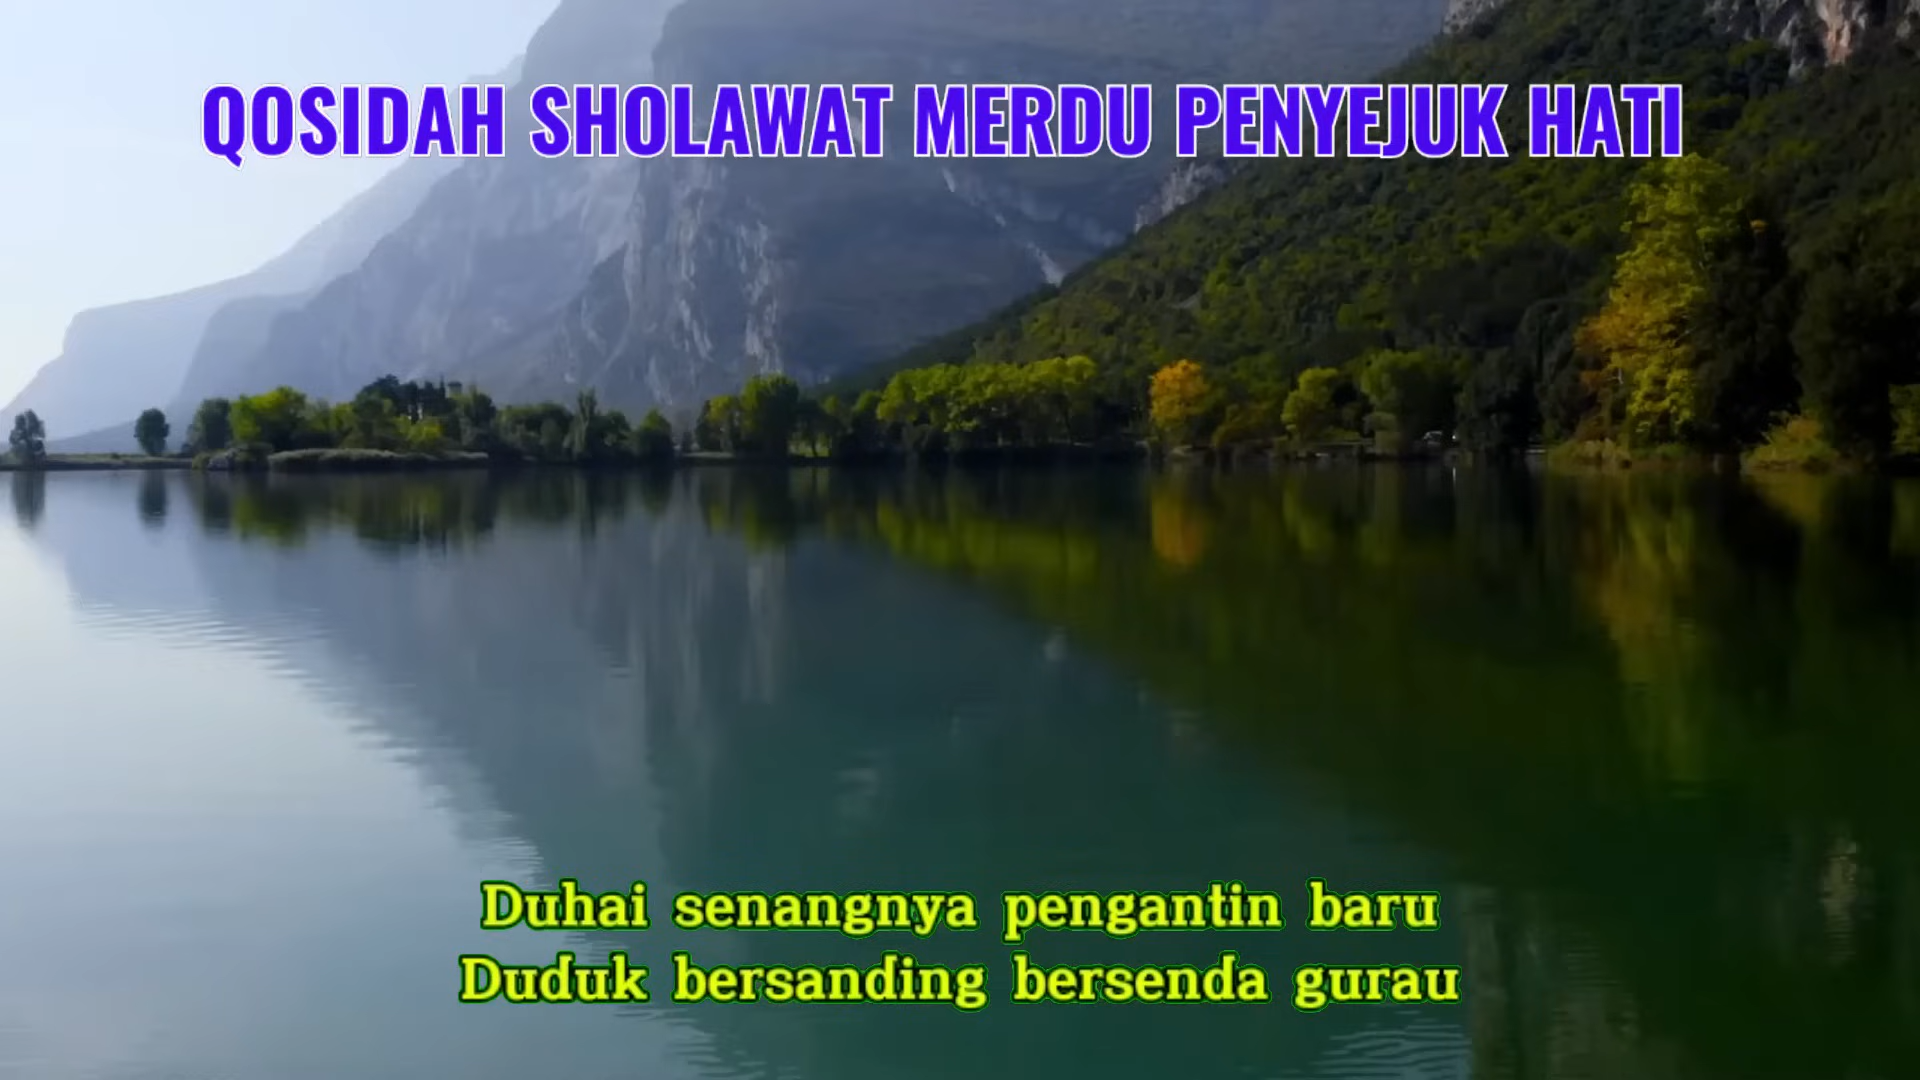 QOSIDAH SHOLAWAT MERDU PENYEJUK HATI
Duhai senangnya pengantin baru
Duduk bersanding bersenda gurau